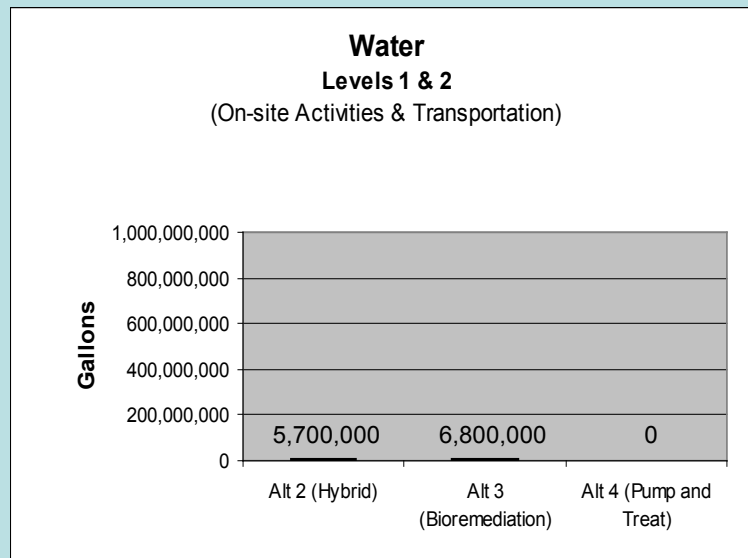 Water
Levels 1 & 2
(On-site Activities & Transportation)
1,000,000,000
800,000,000
600,000,000
400,000,000
200,000,000
0
Gallons
5,700,000 6,800,000 0
Alt 2 (Hybrid) Alt 3 Alt 4 (Pump and
(Bioremediation) Treat)